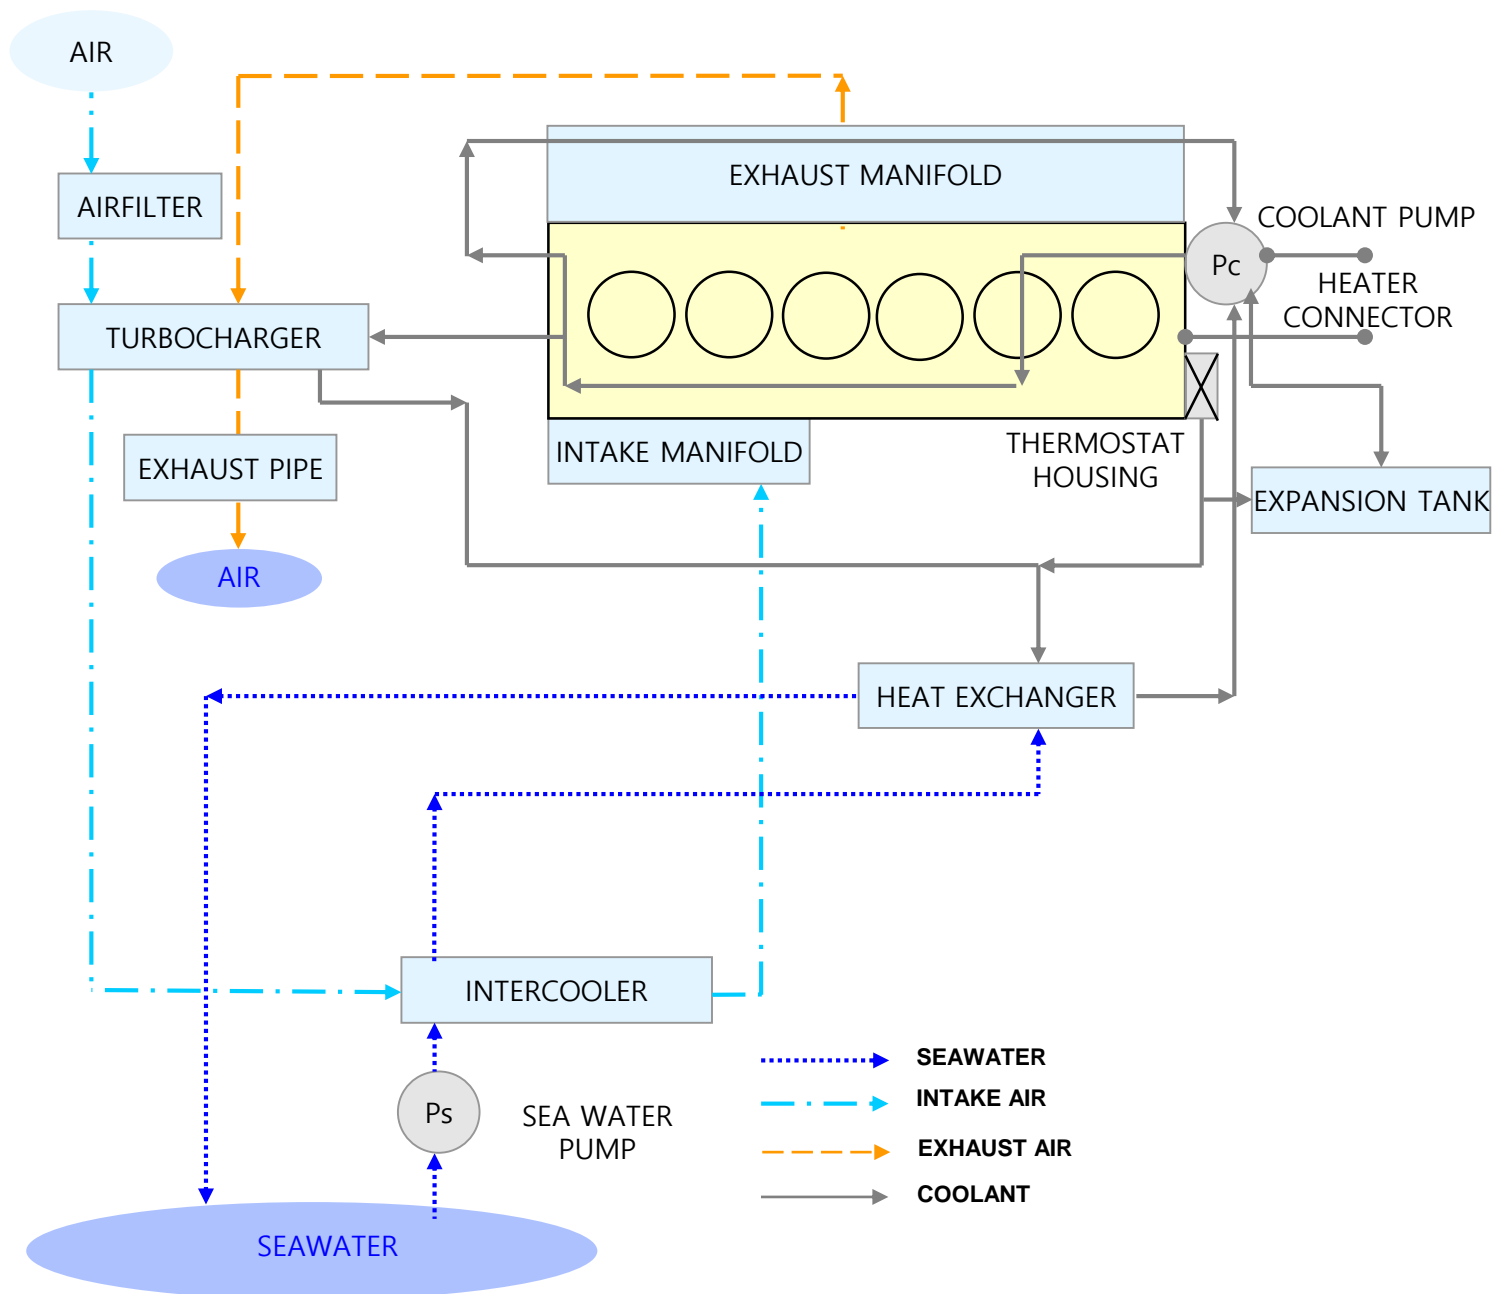 AIR
AIRFILTER
TURBOCHARGER
EXHAUST PIPE
AIR
EXHAUST MANIFOLD
COOLANT PUMP
Pc
HEATER
CONNECTOR
INTAKE MANIFOLD
THERMOSTAT
HOUSING
EXPANSION TANK
HEAT EXCHANGER
INTERCOOLER
Ps
SEA WATER
PUMP
SEAWATER
INTAKE AIR
EXHAUST AIR
COOLANT
SEAWATER